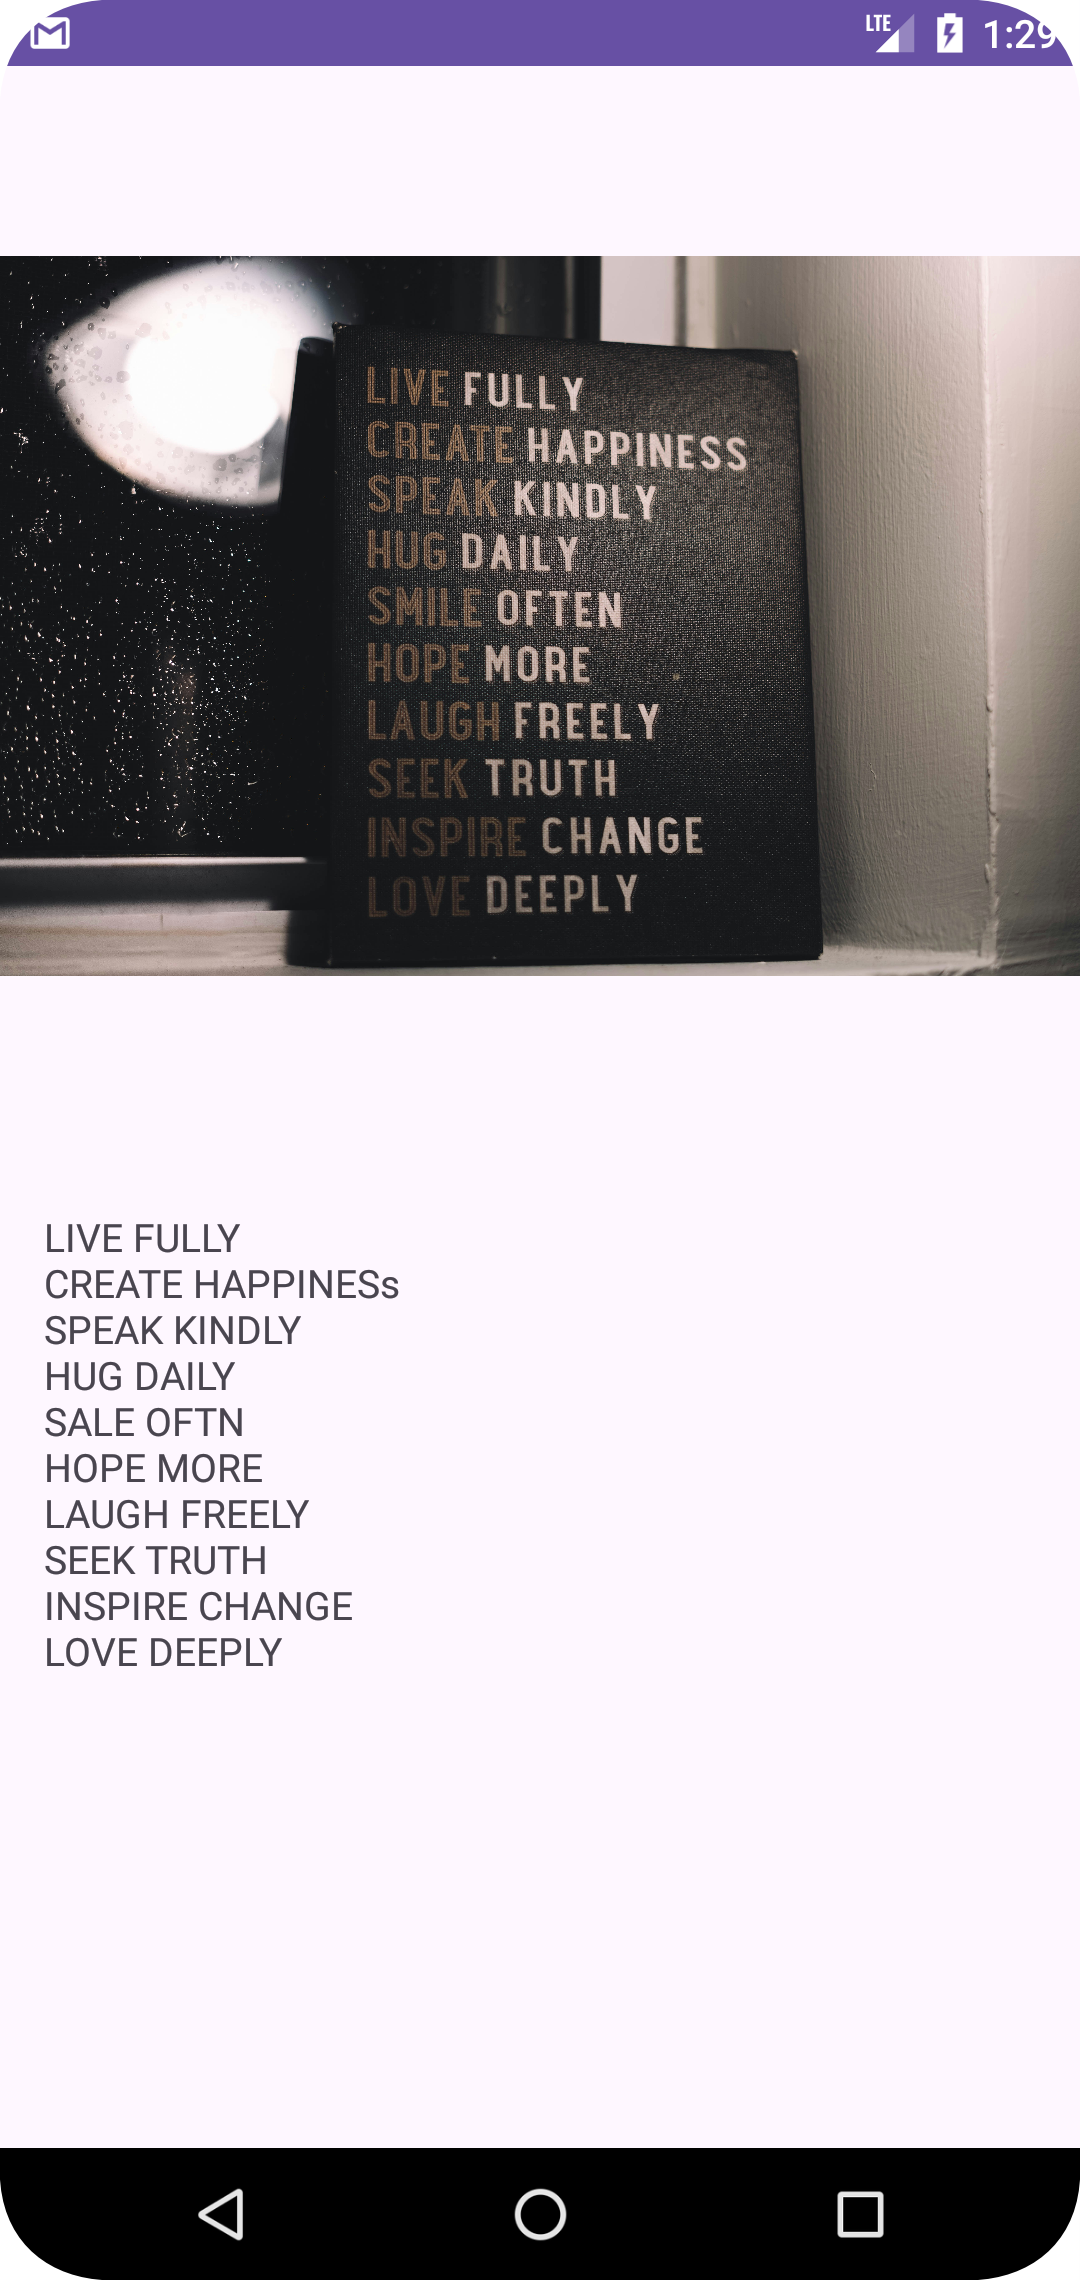 LTE 1:29
LIVE FULLY
CREATE HAPPINESS
SPEAK KINDLY
HUG DAILY
SMILE OFTEN
HOPE MORE
LAUGH FREELY
SEEK TRUTH
INSPIRE CHANGE
LOVE DEEPLY
LIVE FULLY
CREATE HAPPINESs
SPEAK KINDLY
HUG DAILY
SALE OFTN
HOPE MORE
LAUGH FREELY
SEEK TRUTH
INSPIRE CHANGE
LOVE DEEPLY